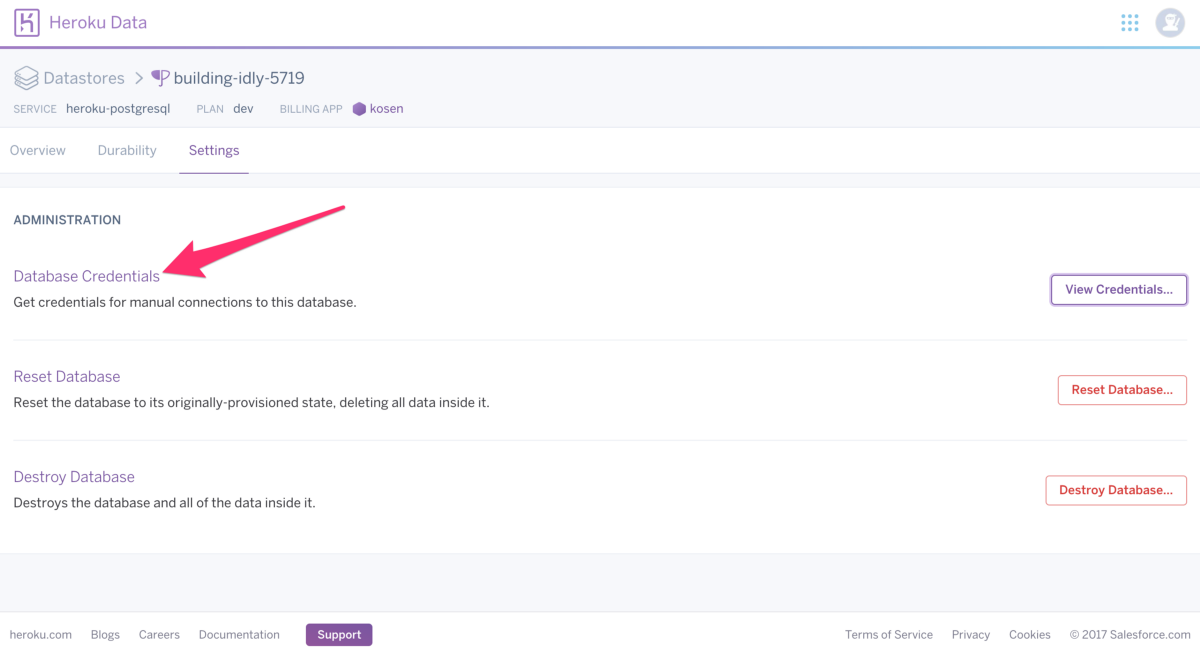 Heroku Data
Datastores > building-idly-5719
SERVICE heroku-postgresql PLAN dev BILLING APP kosen
Overview Durability Settings
ADMINISTRATION
Database Credentials
Get credentials for manual connections to this database.
View Credentials...
Reset Database
Reset the database to its originally-provisioned state, deleting all data inside it.
Reset Database...
Destroy Database
Destroys the database and all of the data inside it.
Destroy Database...
heroku.com Blogs Careers Documentation Support Terms of Service Privacy Cookies © 2017 Salesforce.com